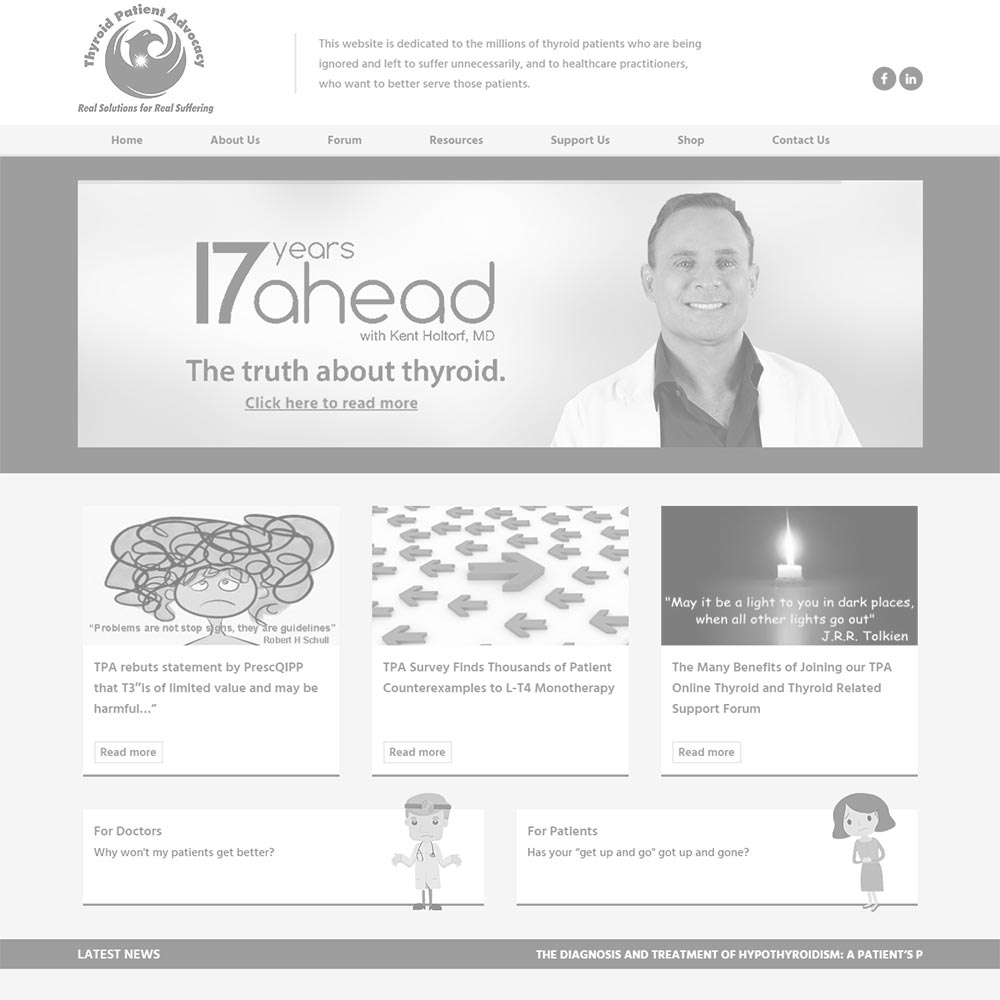 Thyroid Patient Advocacy
Real Solutions for Real Suffering
This website is dedicated to the millions of thyroid patients who are being
ignored and left to suffer unnecessarily, and to healthcare practitioners,
who want to better serve those patients.
f in
Home About Us Forum Resources Support Us Shop Contact Us
17 years
ahead
with Kent Holtorf, MD
The truth about thyroid.
Click here to read more
“Problems are not stop signs, they are guidelines”
Robert H Schull
TPA rebuts statement by PrescQIPP
that T3″is of limited value and may be
harmful…”
Read more
TPA Survey Finds Thousands of Patient
Counterexamples to L-T4 Monotherapy
Read more
"May it be a light to you in dark places,
when all other lights go out"
J.R.R. Tolkien
The Many Benefits of Joining our TPA
Online Thyroid and Thyroid Related
Support Forum
Read more
For Doctors
Why won't my patients get better?
For Patients
Has your “get up and go" got up and gone?
LATEST NEWS THE DIAGNOSIS AND TREATMENT OF HYPOTHYROIDISM: A PATIENT’S P